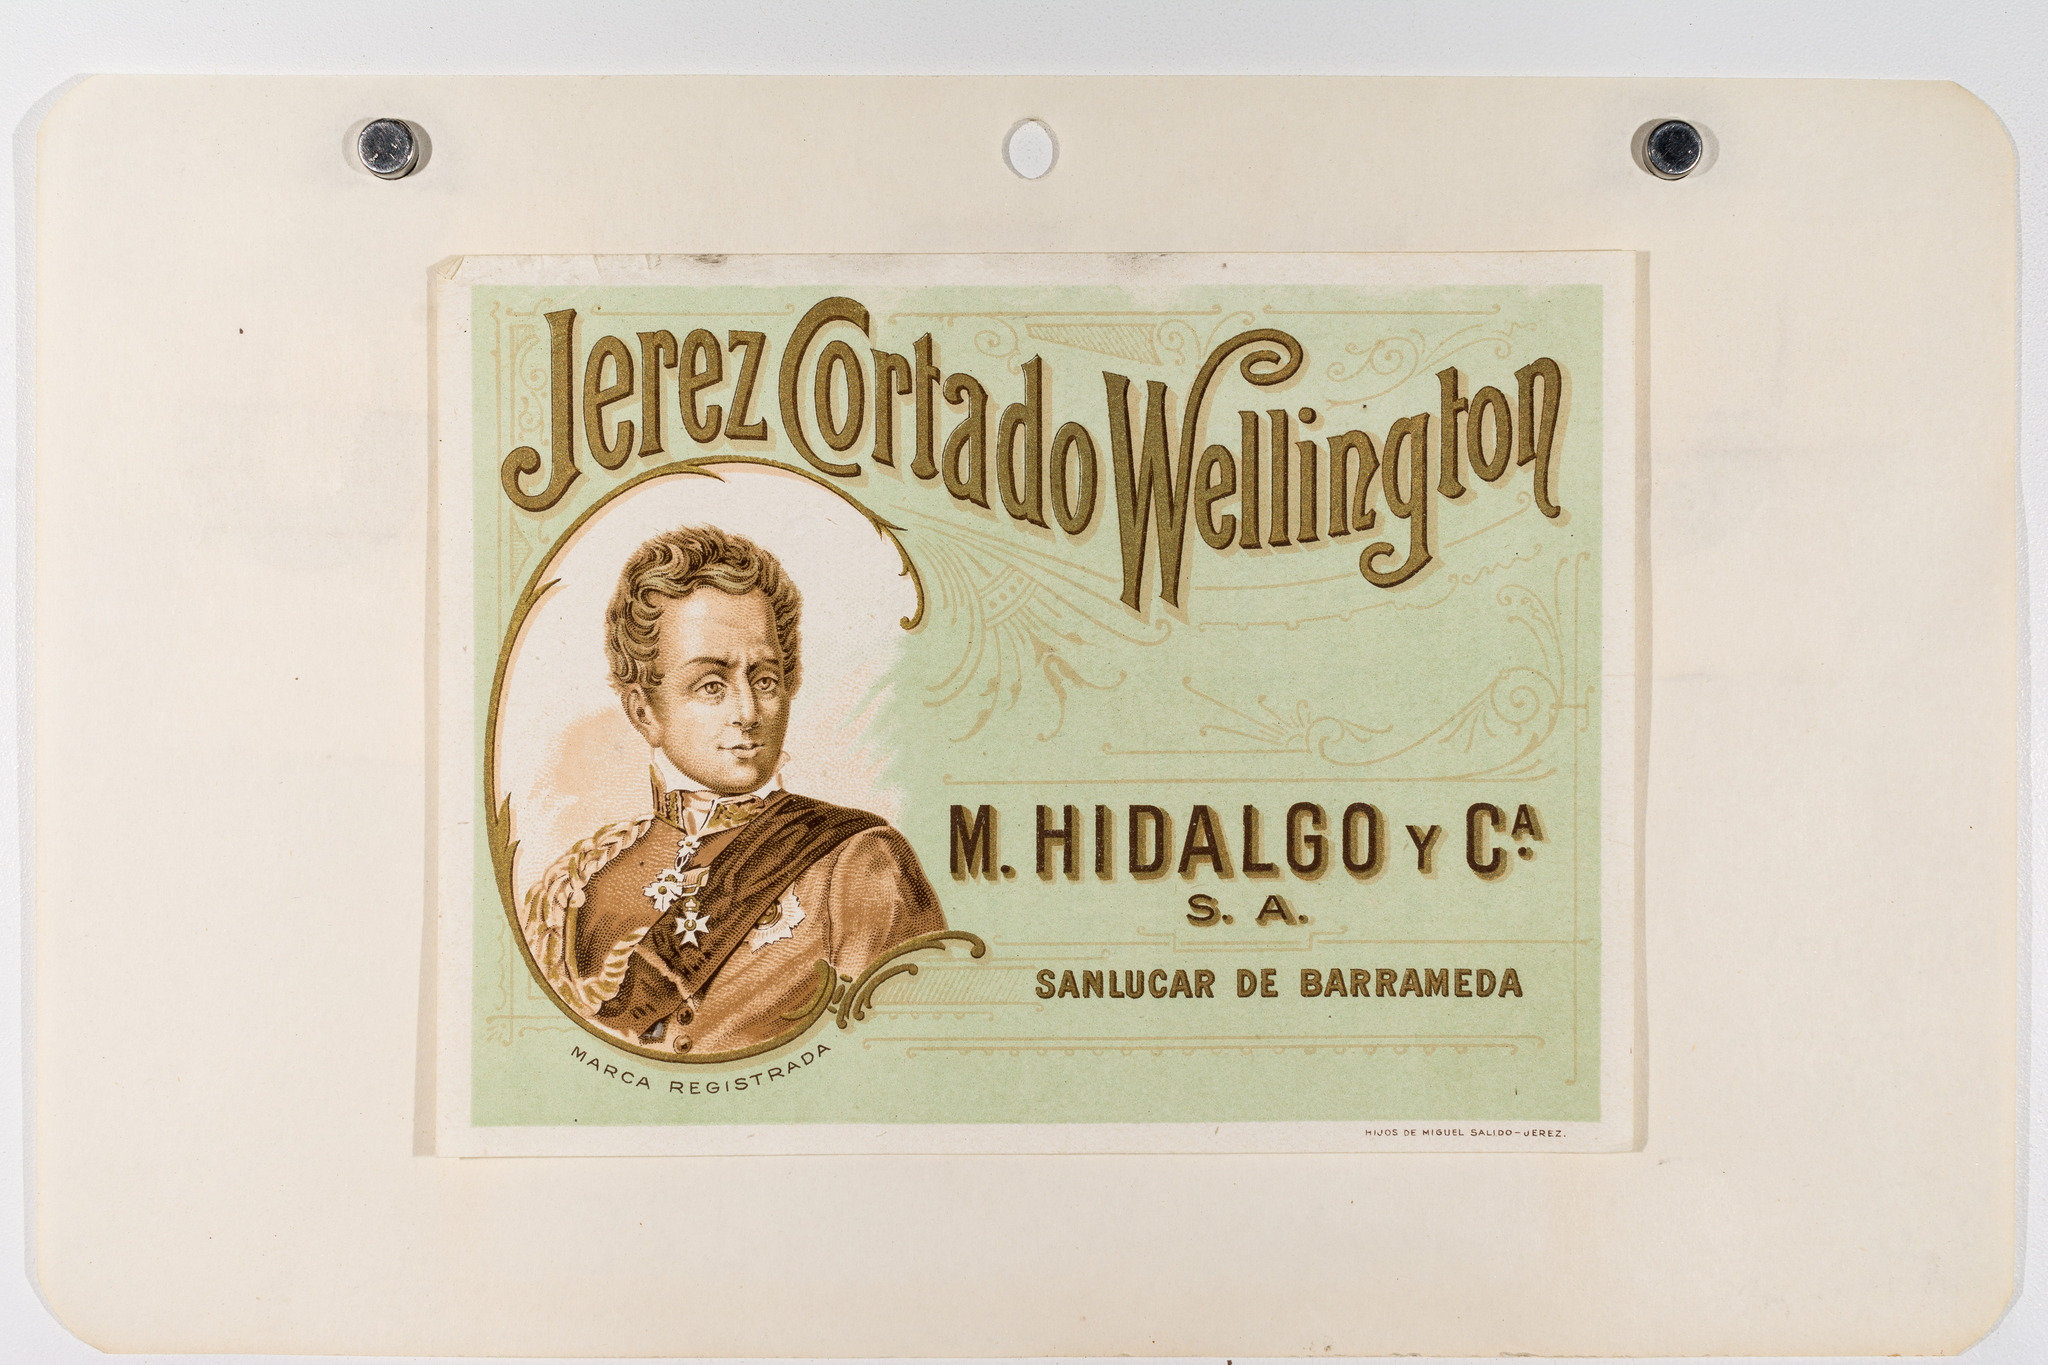 Jerez Cortado Wellington
M. HIDALGO Y Cª.
S. A.
SANLUCAR DE BARRAMEDA
MARCA REGISTRADA
HIJOS DE MIGUEL SALIDO-JEREZ.